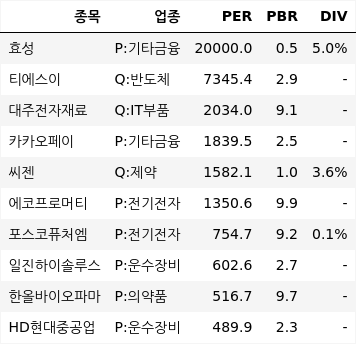 종목 업종 PER PBR DIV
효성 P:기타금융 20000.0 0.5 5.0%
티에스이 Q:반도체 7345.4 2.9 -
대주전자재료 Q:IT부품 2034.0 9.1 -
카카오페이 P:기타금융 1839.5 2.5 -
씨젠 Q:제약 1582.1 1.0 3.6%
에코프로머티 P:전기전자 1350.6 9.9 -
포스코퓨처엠 P:전기전자 754.7 9.2 0.1%
일진하이솔루스 P:운수장비 602.6 2.7 -
한올바이오파마 P:의약품 516.7 9.7 -
HD현대중공업 P:운수장비 489.9 2.3 -